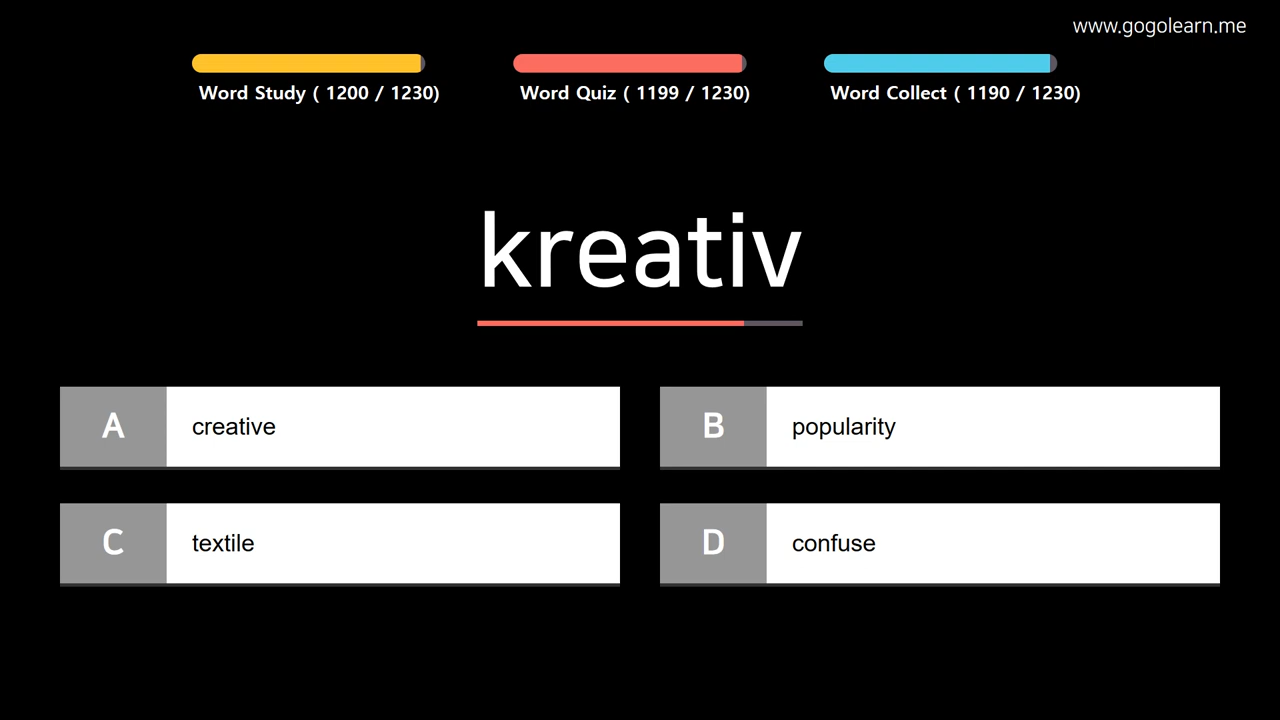 www.gogolearn.me
Word Study ( 1200 / 1230)
Word Quiz ( 1199 / 1230)
Word Collect ( 1190 / 1230)
kreativ
A creative
B popularity
C textile
D confuse